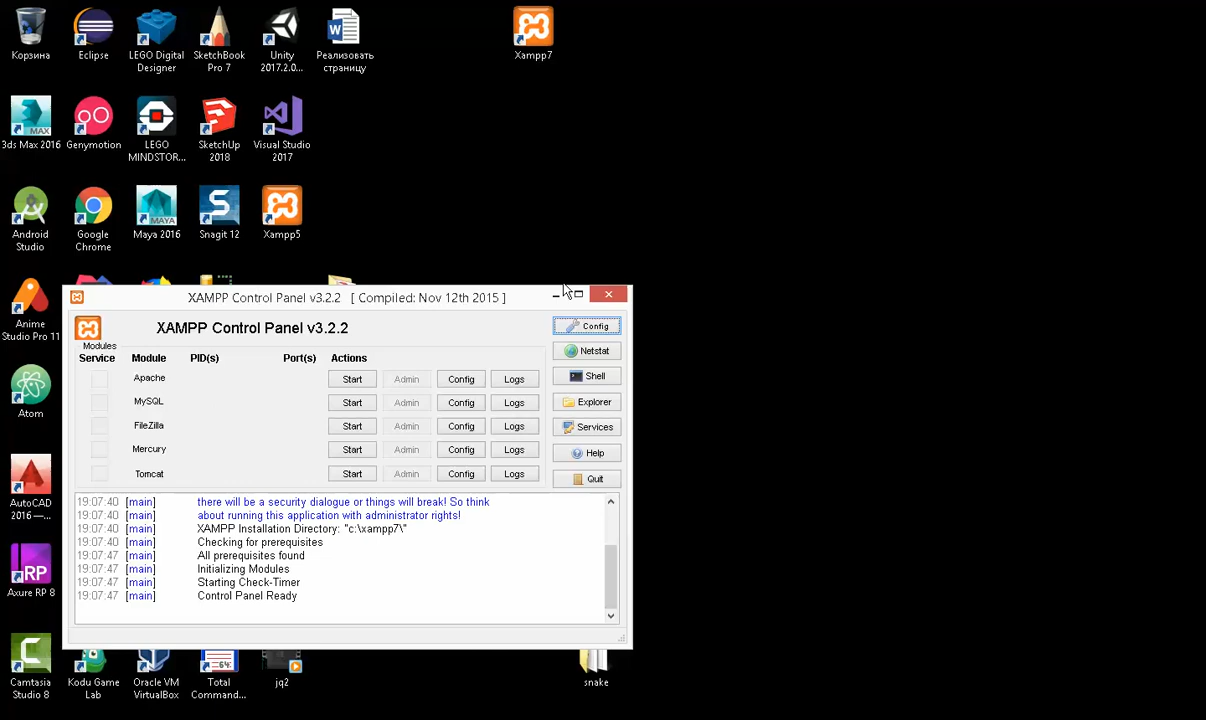 Корзина
Eclipse
LEGO Digital
Designer
SketchBook
Pro 7
Unity
2017.2.0...
Реализовать
страницу
Xampp7
3ds Max 2016
Genymotion
LEGO
MINDSTOR...
SketchUp
2018
Visual Studio
2017
Android
Studio
Google
Chrome
Maya 2016
Snagit 12
Xampp5
Anime
Studio Pro 11
Atom
AutoCAD
2016 —...
Axure RP 8
XAMPP Control Panel v3.2.2 [ Compiled: Nov 12th 2015 ]
XAMPP Control Panel v3.2.2
Config
Modules
Service Module PID(s) Port(s) Actions
Netstat
Apache Start Admin Config Logs
Shell
MySQL Start Admin Config Logs
Explorer
FileZilla Start Admin Config Logs
Services
Mercury Start Admin Config Logs
Help
Tomcat Start Admin Config Logs
Quit
19:07:40 [main] there will be a security dialogue or things will break! So think
19:07:40 [main] about running this application with administrator rights!
19:07:40 [main] XAMPP Installation Directory: "c:\xampp7\"
19:07:40 [main] Checking for prerequisites
19:07:47 [main] All prerequisites found
19:07:47 [main] Initializing Modules
19:07:47 [main] Starting Check-Timer
19:07:47 [main] Control Panel Ready
Camtasia
Studio 8
Kodu Game
Lab
Oracle VM
VirtualBox
64
Total
Command...
jq2
snake